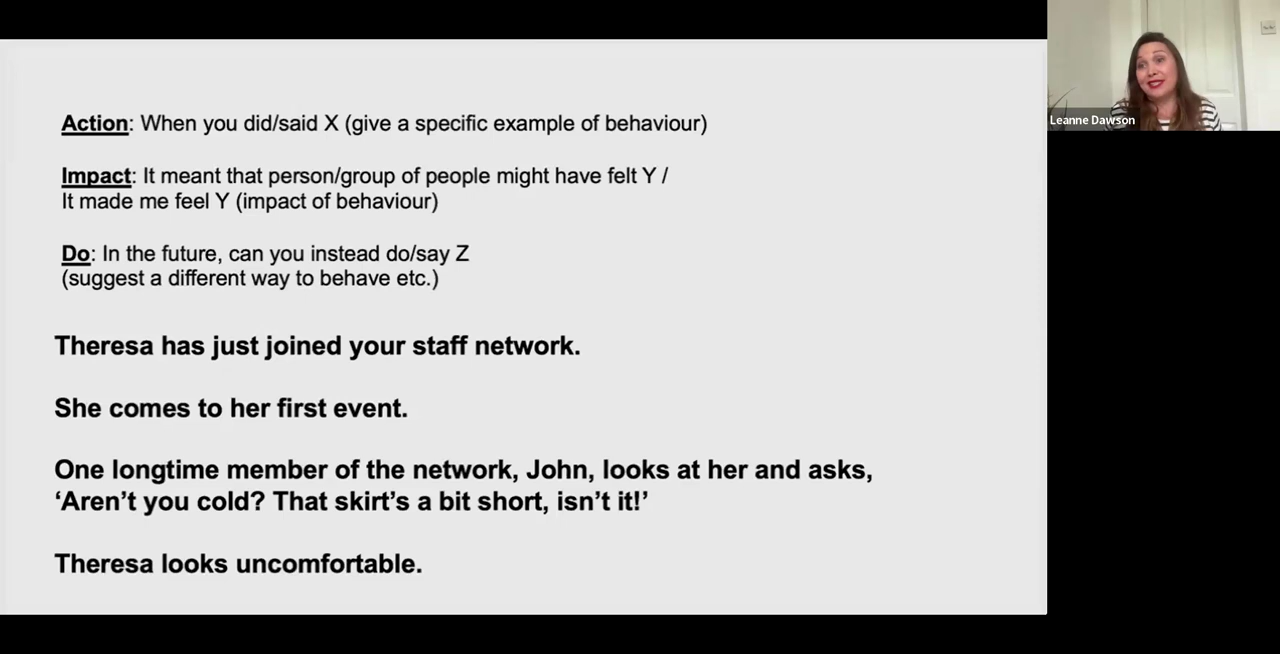 Action: When you did/said X (give a specific example of behaviour)
Impact: It meant that person/group of people might have felt Y /
It made me feel Y (impact of behaviour)
Do: In the future, can you instead do/say Z
(suggest a different way to behave etc.)
Theresa has just joined your staff network.
She comes to her first event.
One longtime member of the network, John, looks at her and asks,
‘Aren’t you cold? That skirt’s a bit short, isn’t it!’
Theresa looks uncomfortable.
Leanne Dawson